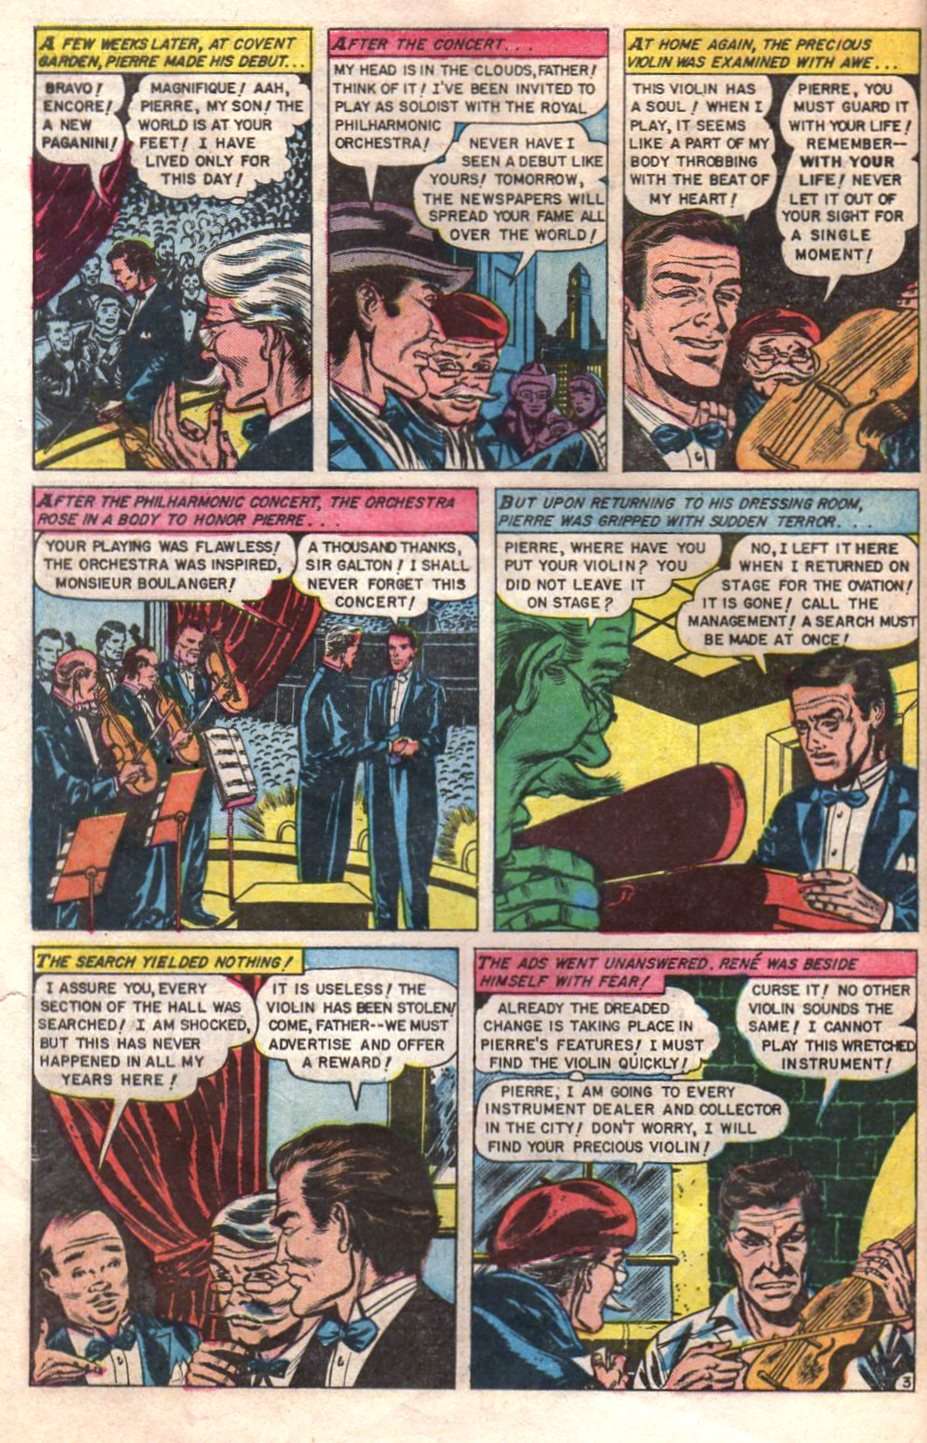 A FEW WEEKS LATER, AT COVENT
GARDEN, PIERRE MADE HIS DEBUT...
BRAVO!
ENCORE!
A NEW
PAGANINI!
MAGNIFIQUE! AAH,
PIERRE, MY SON! THE
WORLD IS AT YOUR
FEET! I HAVE
LIVED ONLY FOR
THIS DAY!
AFTER THE CONCERT...
MY HEAD IS IN THE CLOUDS, FATHER!
THINK OF IT! I'VE BEEN INVITED TO
PLAY AS SOLOIST WITH THE ROYAL
PHILHARMONIC
ORCHESTRA!
NEVER HAVE I
SEEN A DEBUT LIKE
YOURS! TOMORROW,
THE NEWSPAPERS WILL
SPREAD YOUR FAME ALL
OVER THE WORLD!
AT HOME AGAIN, THE PRECIOUS
VIOLIN WAS EXAMINED WITH AWE...
THIS VIOLIN HAS
A SOUL! WHEN I
PLAY, IT SEEMS
LIKE A PART OF MY
BODY THROBBING
WITH THE BEAT OF
MY HEART!
PIERRE, YOU
MUST GUARD IT
WITH YOUR LIFE!
REMEMBER--
WITH YOUR
LIFE! NEVER
LET IT OUT OF
YOUR SIGHT FOR
A SINGLE
MOMENT!
AFTER THE PHILHARMONIC CONCERT, THE ORCHESTRA
ROSE IN A BODY TO HONOR PIERRE...
YOUR PLAYING WAS FLAWLESS!
THE ORCHESTRA WAS INSPIRED,
MONSIEUR BOULANGER!
A THOUSAND THANKS,
SIR GALTON! I SHALL
NEVER FORGET THIS
CONCERT!
BUT UPON RETURNING TO HIS DRESSING ROOM,
PIERRE WAS GRIPPED WITH SUDDEN TERROR...
PIERRE, WHERE HAVE YOU
PUT YOUR VIOLIN? YOU
DID NOT LEAVE IT
ON STAGE?
NO, I LEFT IT HERE
WHEN I RETURNED ON
STAGE FOR THE OVATION!
IT IS GONE! CALL THE
MANAGEMENT! A SEARCH MUST
BE MADE AT ONCE!
THE SEARCH YIELDED NOTHING!
I ASSURE YOU, EVERY
SECTION OF THE HALL WAS
SEARCHED! I AM SHOCKED,
BUT THIS HAS NEVER
HAPPENED IN ALL MY
YEARS HERE!
IT IS USELESS! THE
VIOLIN HAS BEEN STOLEN!
COME, FATHER--WE MUST
ADVERTISE AND OFFER
A REWARD!
THE ADS WENT UNANSWERED. RENÉ WAS BESIDE
HIMSELF WITH FEAR!
ALREADY THE DREADED
CHANGE IS TAKING PLACE IN
PIERRE'S FEATURES! I MUST
FIND THE VIOLIN QUICKLY!
PIERRE, I AM GOING TO EVERY
INSTRUMENT DEALER AND COLLECTOR
IN THE CITY! DON'T WORRY, I WILL
FIND YOUR PRECIOUS VIOLIN!
CURSE IT! NO OTHER
VIOLIN SOUNDS THE
SAME! I CANNOT
PLAY THIS WRETCHED
INSTRUMENT!
3